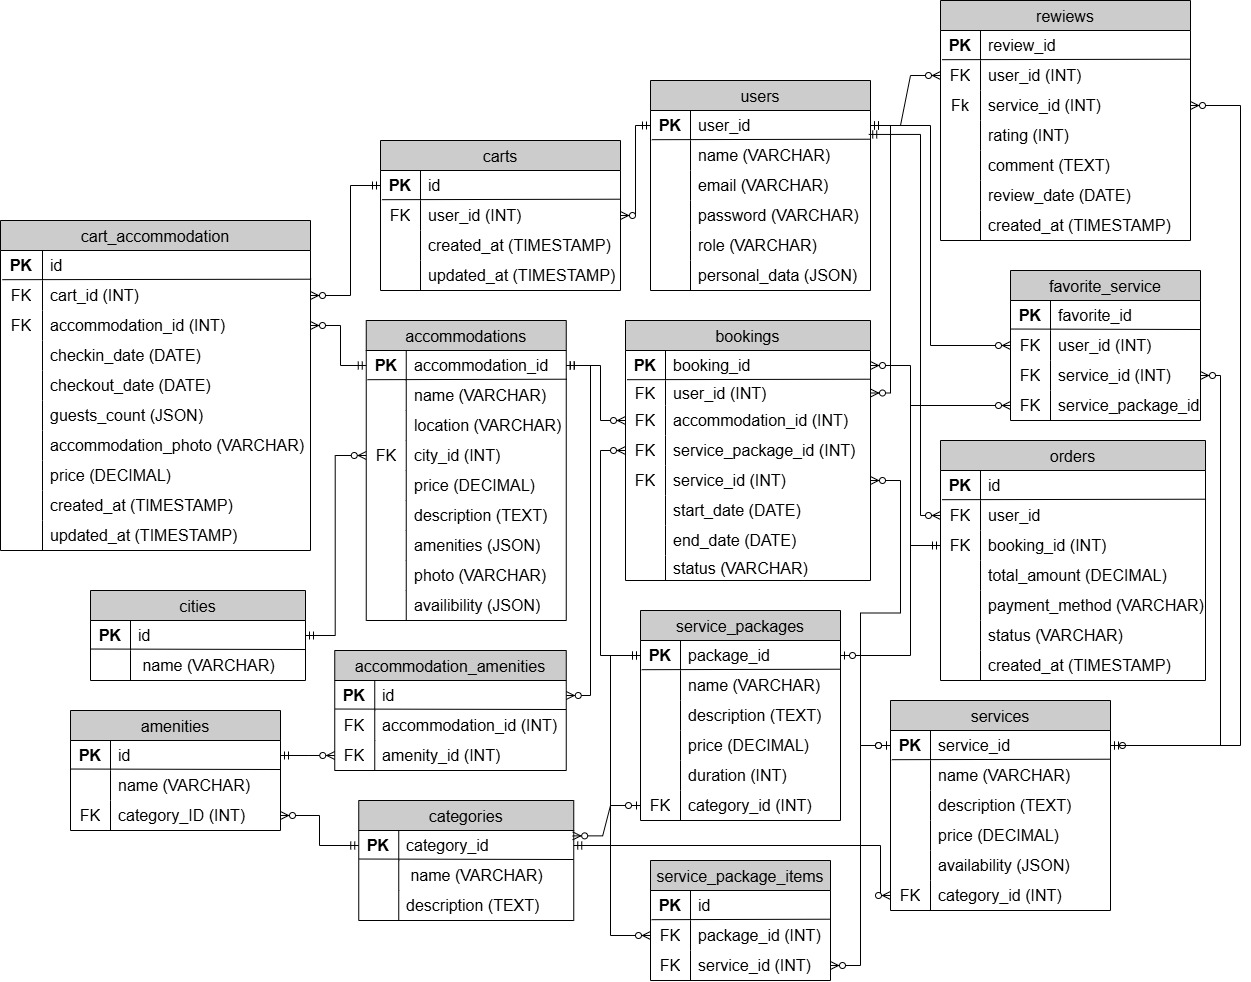 rewiews
PK review_id
FK user_id (INT)
Fk service_id (INT)
rating (INT)
comment (TEXT)
review_date (DATE)
created_at (TIMESTAMP)
users
PK user_id
name (VARCHAR)
email (VARCHAR)
password (VARCHAR)
role (VARCHAR)
personal_data (JSON)
carts
PK id
FK user_id (INT)
created_at (TIMESTAMP)
updated_at (TIMESTAMP)
cart_accommodation
PK id
FK cart_id (INT)
FK accommodation_id (INT)
checkin_date (DATE)
checkout_date (DATE)
guests_count (JSON)
accommodation_photo (VARCHAR)
price (DECIMAL)
created_at (TIMESTAMP)
updated_at (TIMESTAMP)
accommodations
PK accommodation_id
name (VARCHAR)
location (VARCHAR)
FK city_id (INT)
price (DECIMAL)
description (TEXT)
amenities (JSON)
photo (VARCHAR)
availibility (JSON)
bookings
PK booking_id
FK user_id (INT)
FK accommodation_id (INT)
FK service_package_id (INT)
FK service_id (INT)
start_date (DATE)
end_date (DATE)
status (VARCHAR)
favorite_service
PK favorite_id
FK user_id (INT)
FK service_id (INT)
FK service_package_id
orders
PK id
FK user_id
FK booking_id (INT)
total_amount (DECIMAL)
payment_method (VARCHAR)
status (VARCHAR)
created_at (TIMESTAMP)
cities
PK id
name (VARCHAR)
accommodation_amenities
PK id
FK accommodation_id (INT)
FK amenity_id (INT)
service_packages
PK package_id
name (VARCHAR)
description (TEXT)
price (DECIMAL)
duration (INT)
FK category_id (INT)
amenities
PK id
name (VARCHAR)
FK category_ID (INT)
services
PK service_id
name (VARCHAR)
description (TEXT)
price (DECIMAL)
availability (JSON)
FK category_id (INT)
categories
PK category_id
name (VARCHAR)
description (TEXT)
service_package_items
PK id
FK package_id (INT)
FK service_id (INT)